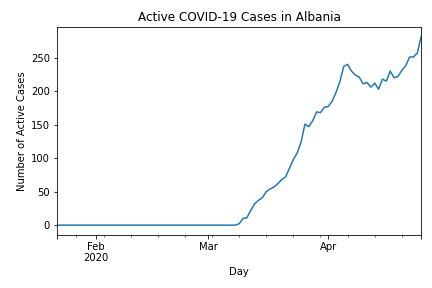 Active COVID-19 Cases in Albania
Number of Active Cases
250
200
150
100
50
0
Feb
2020
Mar
Apr
Day